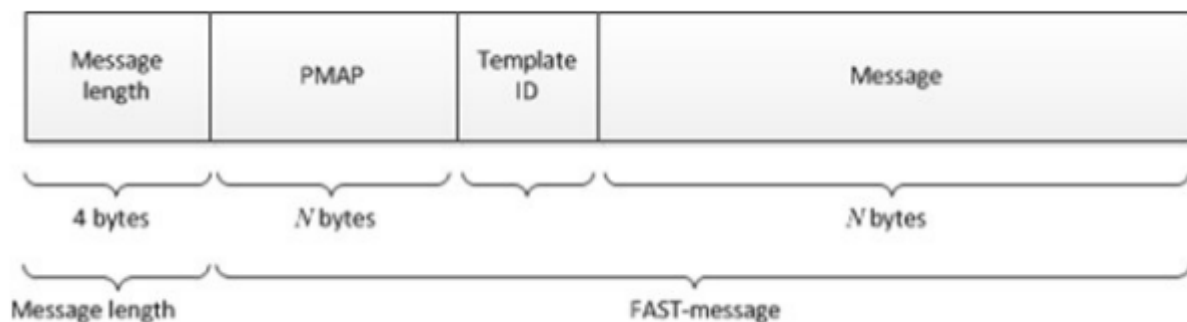 Message
length
PMAP
Template
ID
Message
4 bytes
N bytes
N bytes
Message length
FAST-message